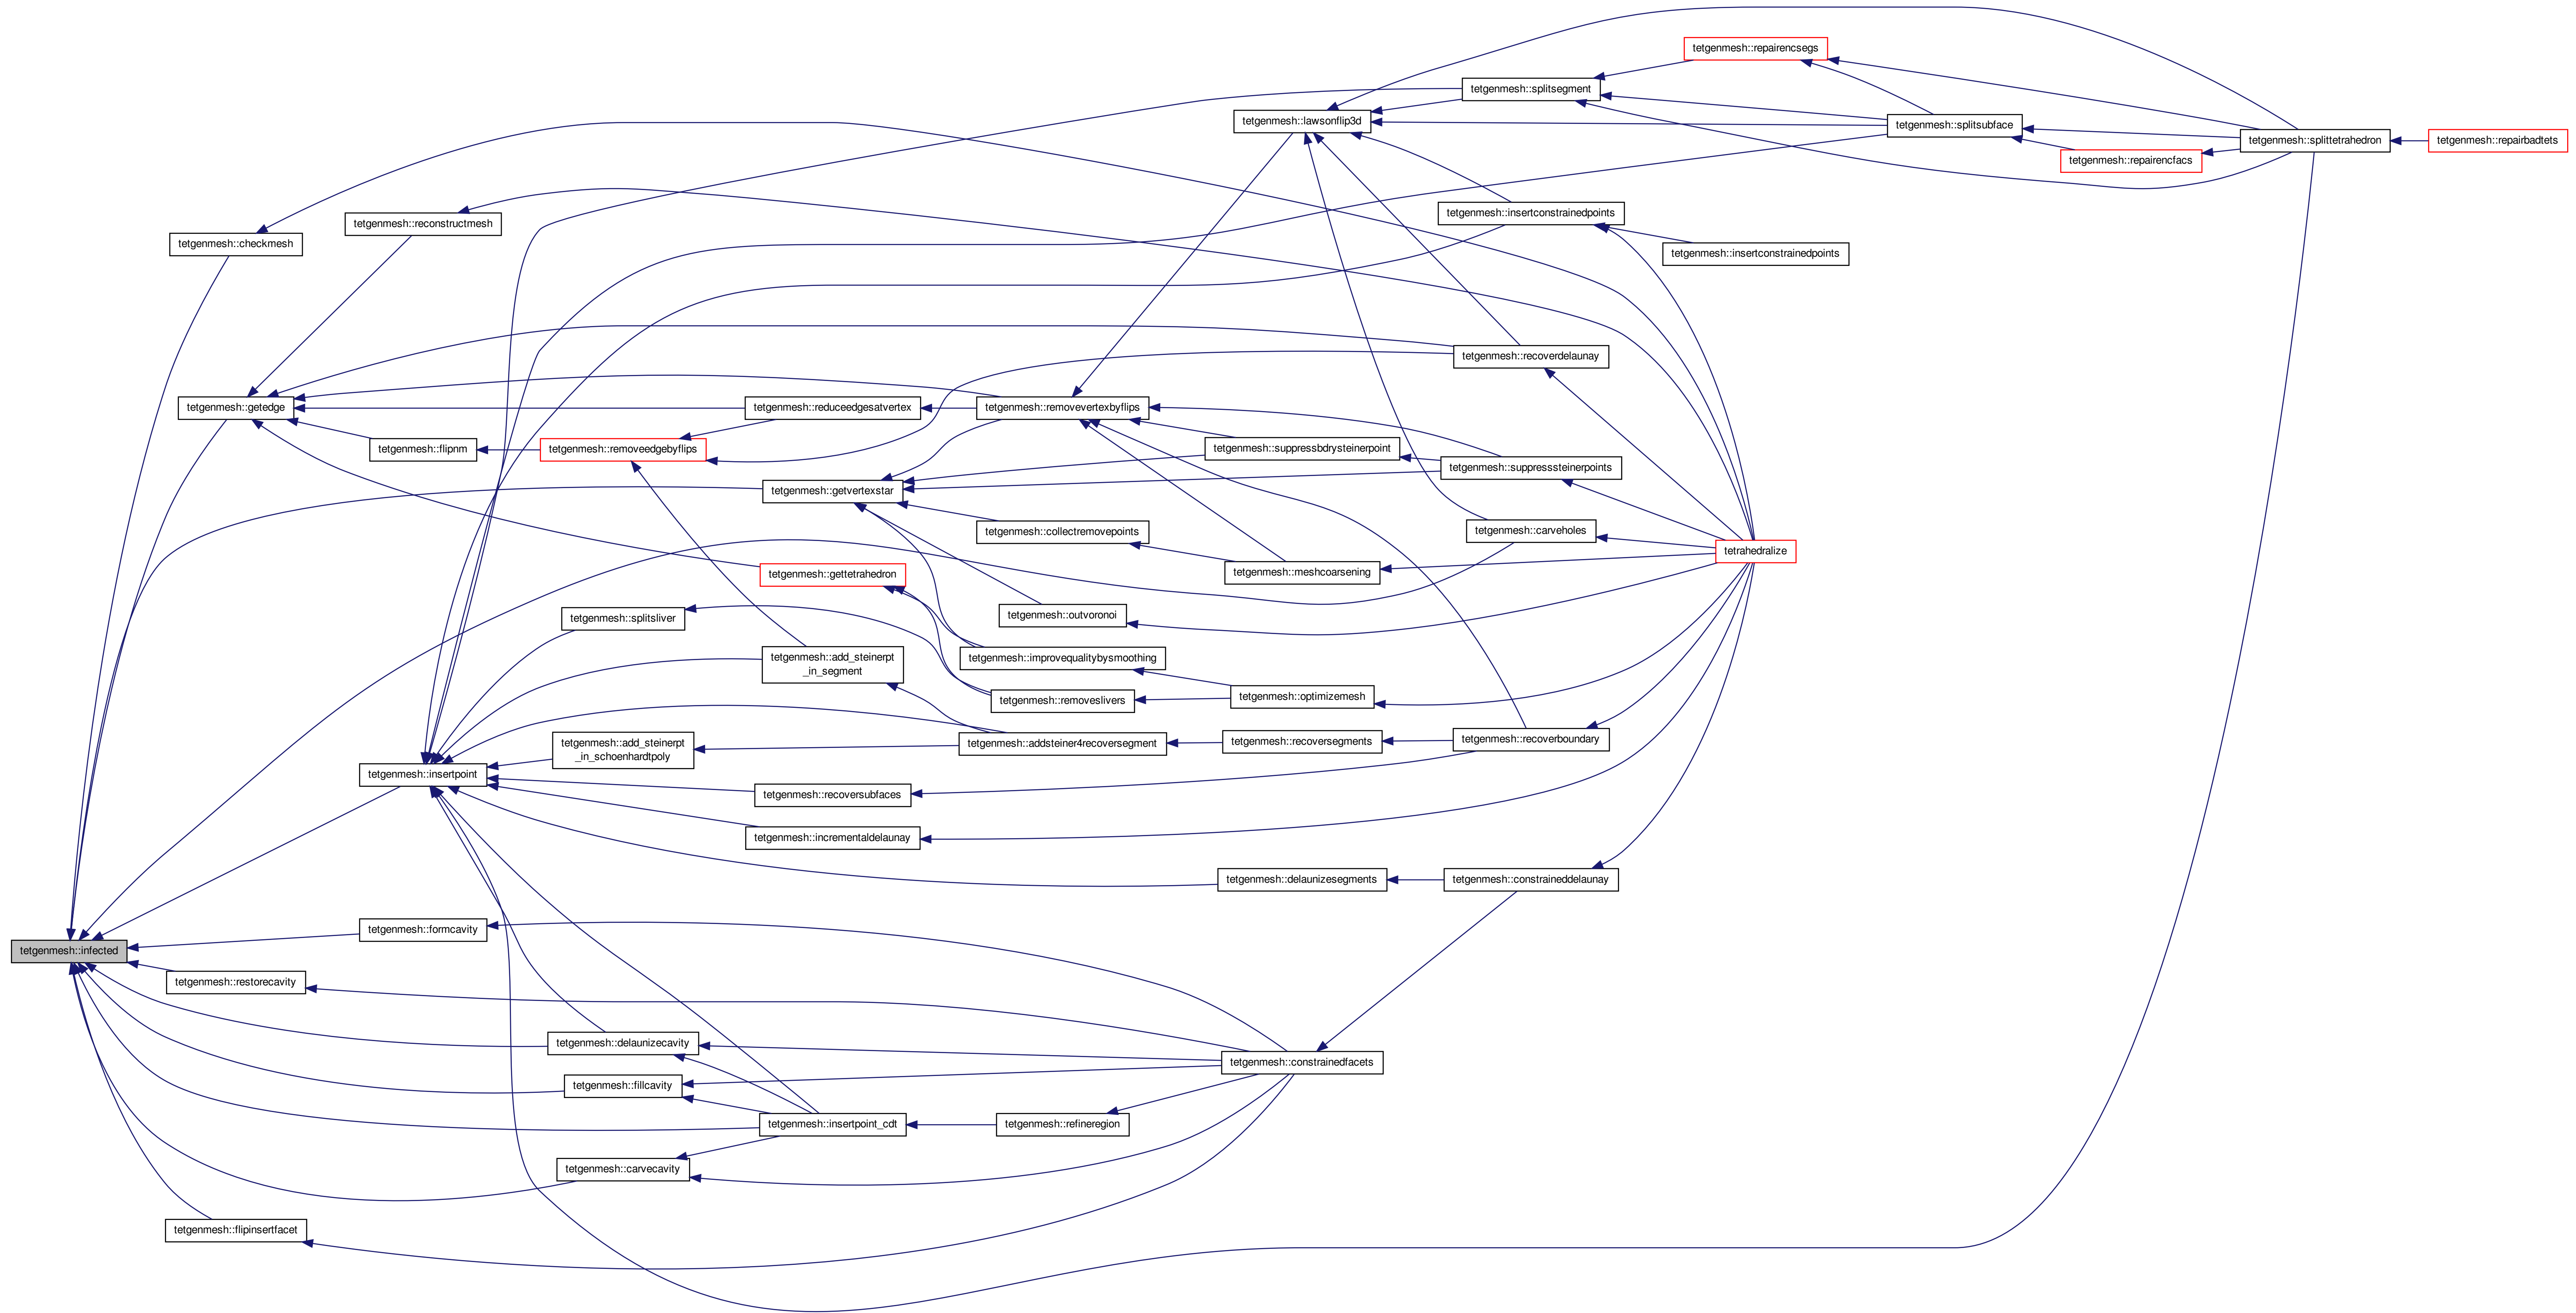 tetgenmesh::repairencsegs
tetgenmesh::splitsegment
tetgenmesh::lawsonflip3d
tetgenmesh::splitsubface
tetgenmesh::splittetrahedron
tetgenmesh::repairbadtets
tetgenmesh::repairencfacs
tetgenmesh::insertconstrainedpoints
tetgenmesh::reconstructmesh
tetgenmesh::checkmesh
tetgenmesh::insertconstrainedpoints
tetgenmesh::recoverdelaunay
tetgenmesh::getedge
tetgenmesh::reduceedgesatvertex
tetgenmesh::removevertexbyflips
tetgenmesh::flipnm
tetgenmesh::removeedgebyflips
tetgenmesh::suppressbdrysteinerpoint
tetgenmesh::suppresssteinerpoints
tetgenmesh::getvertexstar
tetgenmesh::collectremovepoints
tetgenmesh::carveholes
tetrahedralize
tetgenmesh::gettetrahedron
tetgenmesh::meshcoarsening
tetgenmesh::splitsliver
tetgenmesh::outvoronoi
tetgenmesh::add_steinerpt
_in_segment
tetgenmesh::improvequalitybysmoothing
tetgenmesh::removeslivers
tetgenmesh::optimizemesh
tetgenmesh::add_steinerpt
_in_schoenhardtpoly
tetgenmesh::addsteiner4recoversegment
tetgenmesh::recoversegments
tetgenmesh::recoverboundary
tetgenmesh::insertpoint
tetgenmesh::recoversubfaces
tetgenmesh::incrementaldelaunay
tetgenmesh::delaunizesegments
tetgenmesh::constraineddelaunay
tetgenmesh::formcavity
tetgenmesh::infected
tetgenmesh::restorecavity
tetgenmesh::delaunizecavity
tetgenmesh::constrainedfacets
tetgenmesh::fillcavity
tetgenmesh::insertpoint_cdt
tetgenmesh::refineregion
tetgenmesh::carvecavity
tetgenmesh::flipinsertfacet